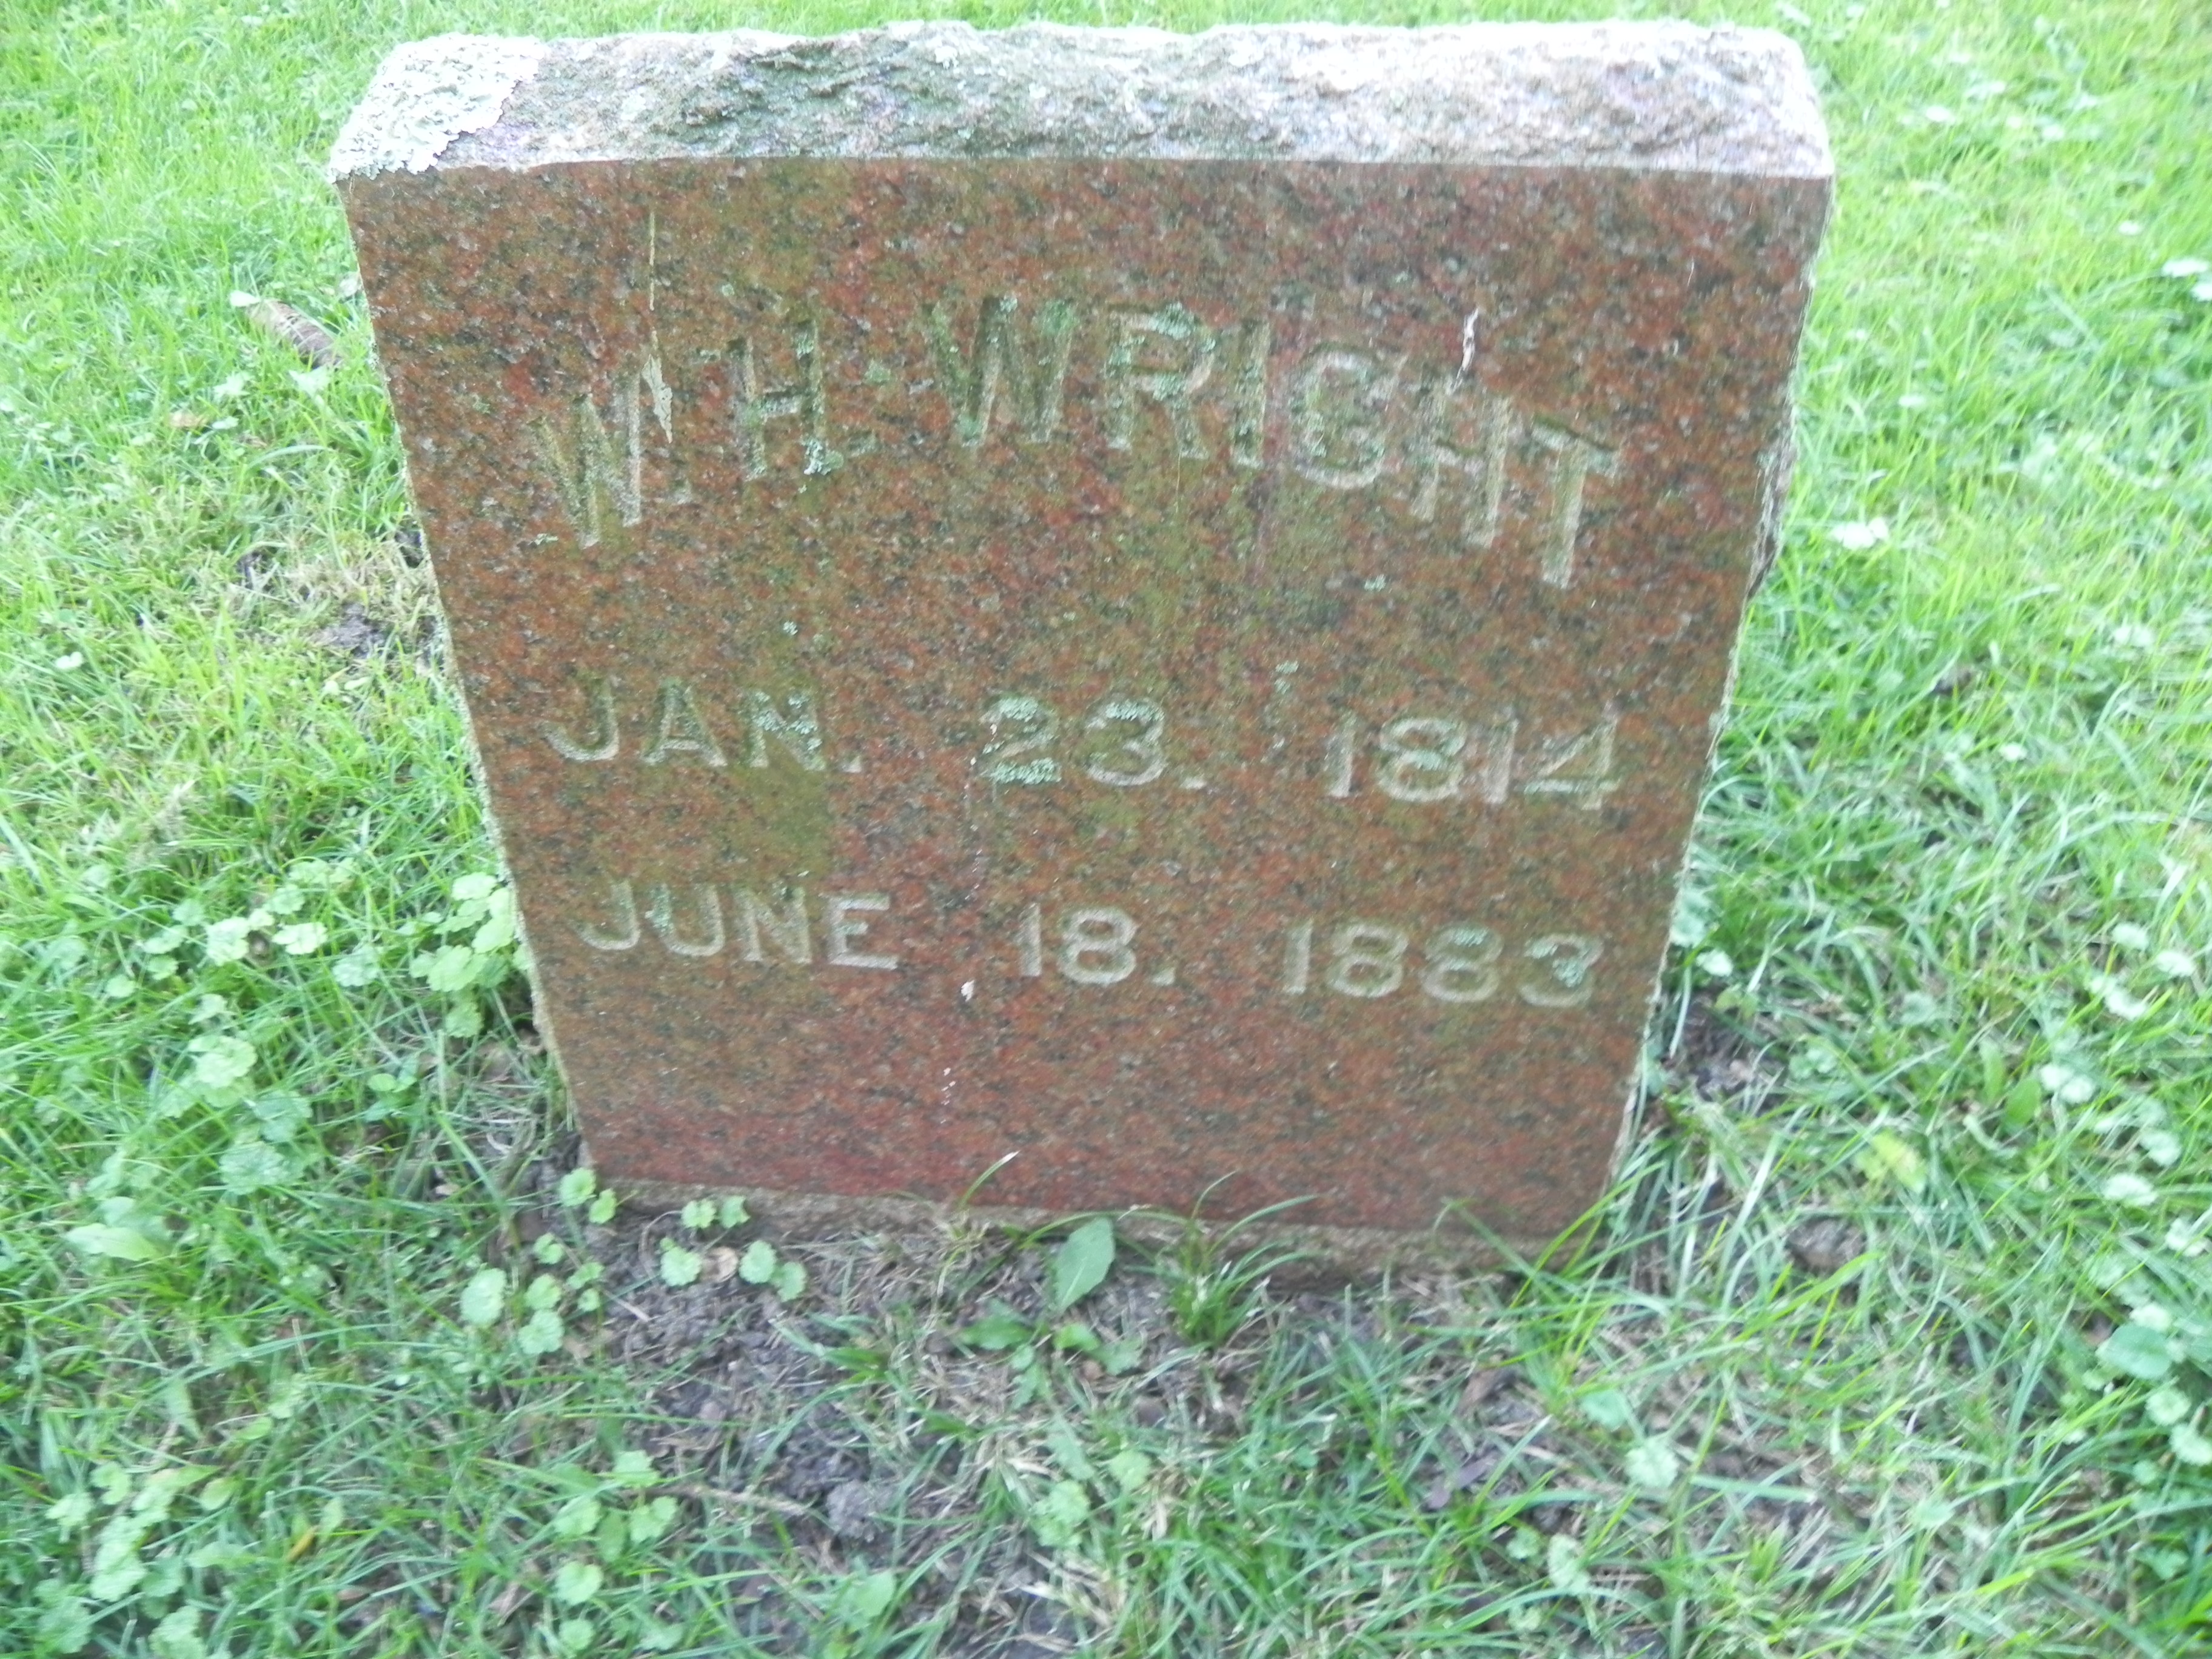 W. H. WRIGHT
JAN. 23. 1814
JUNE 18. 1883